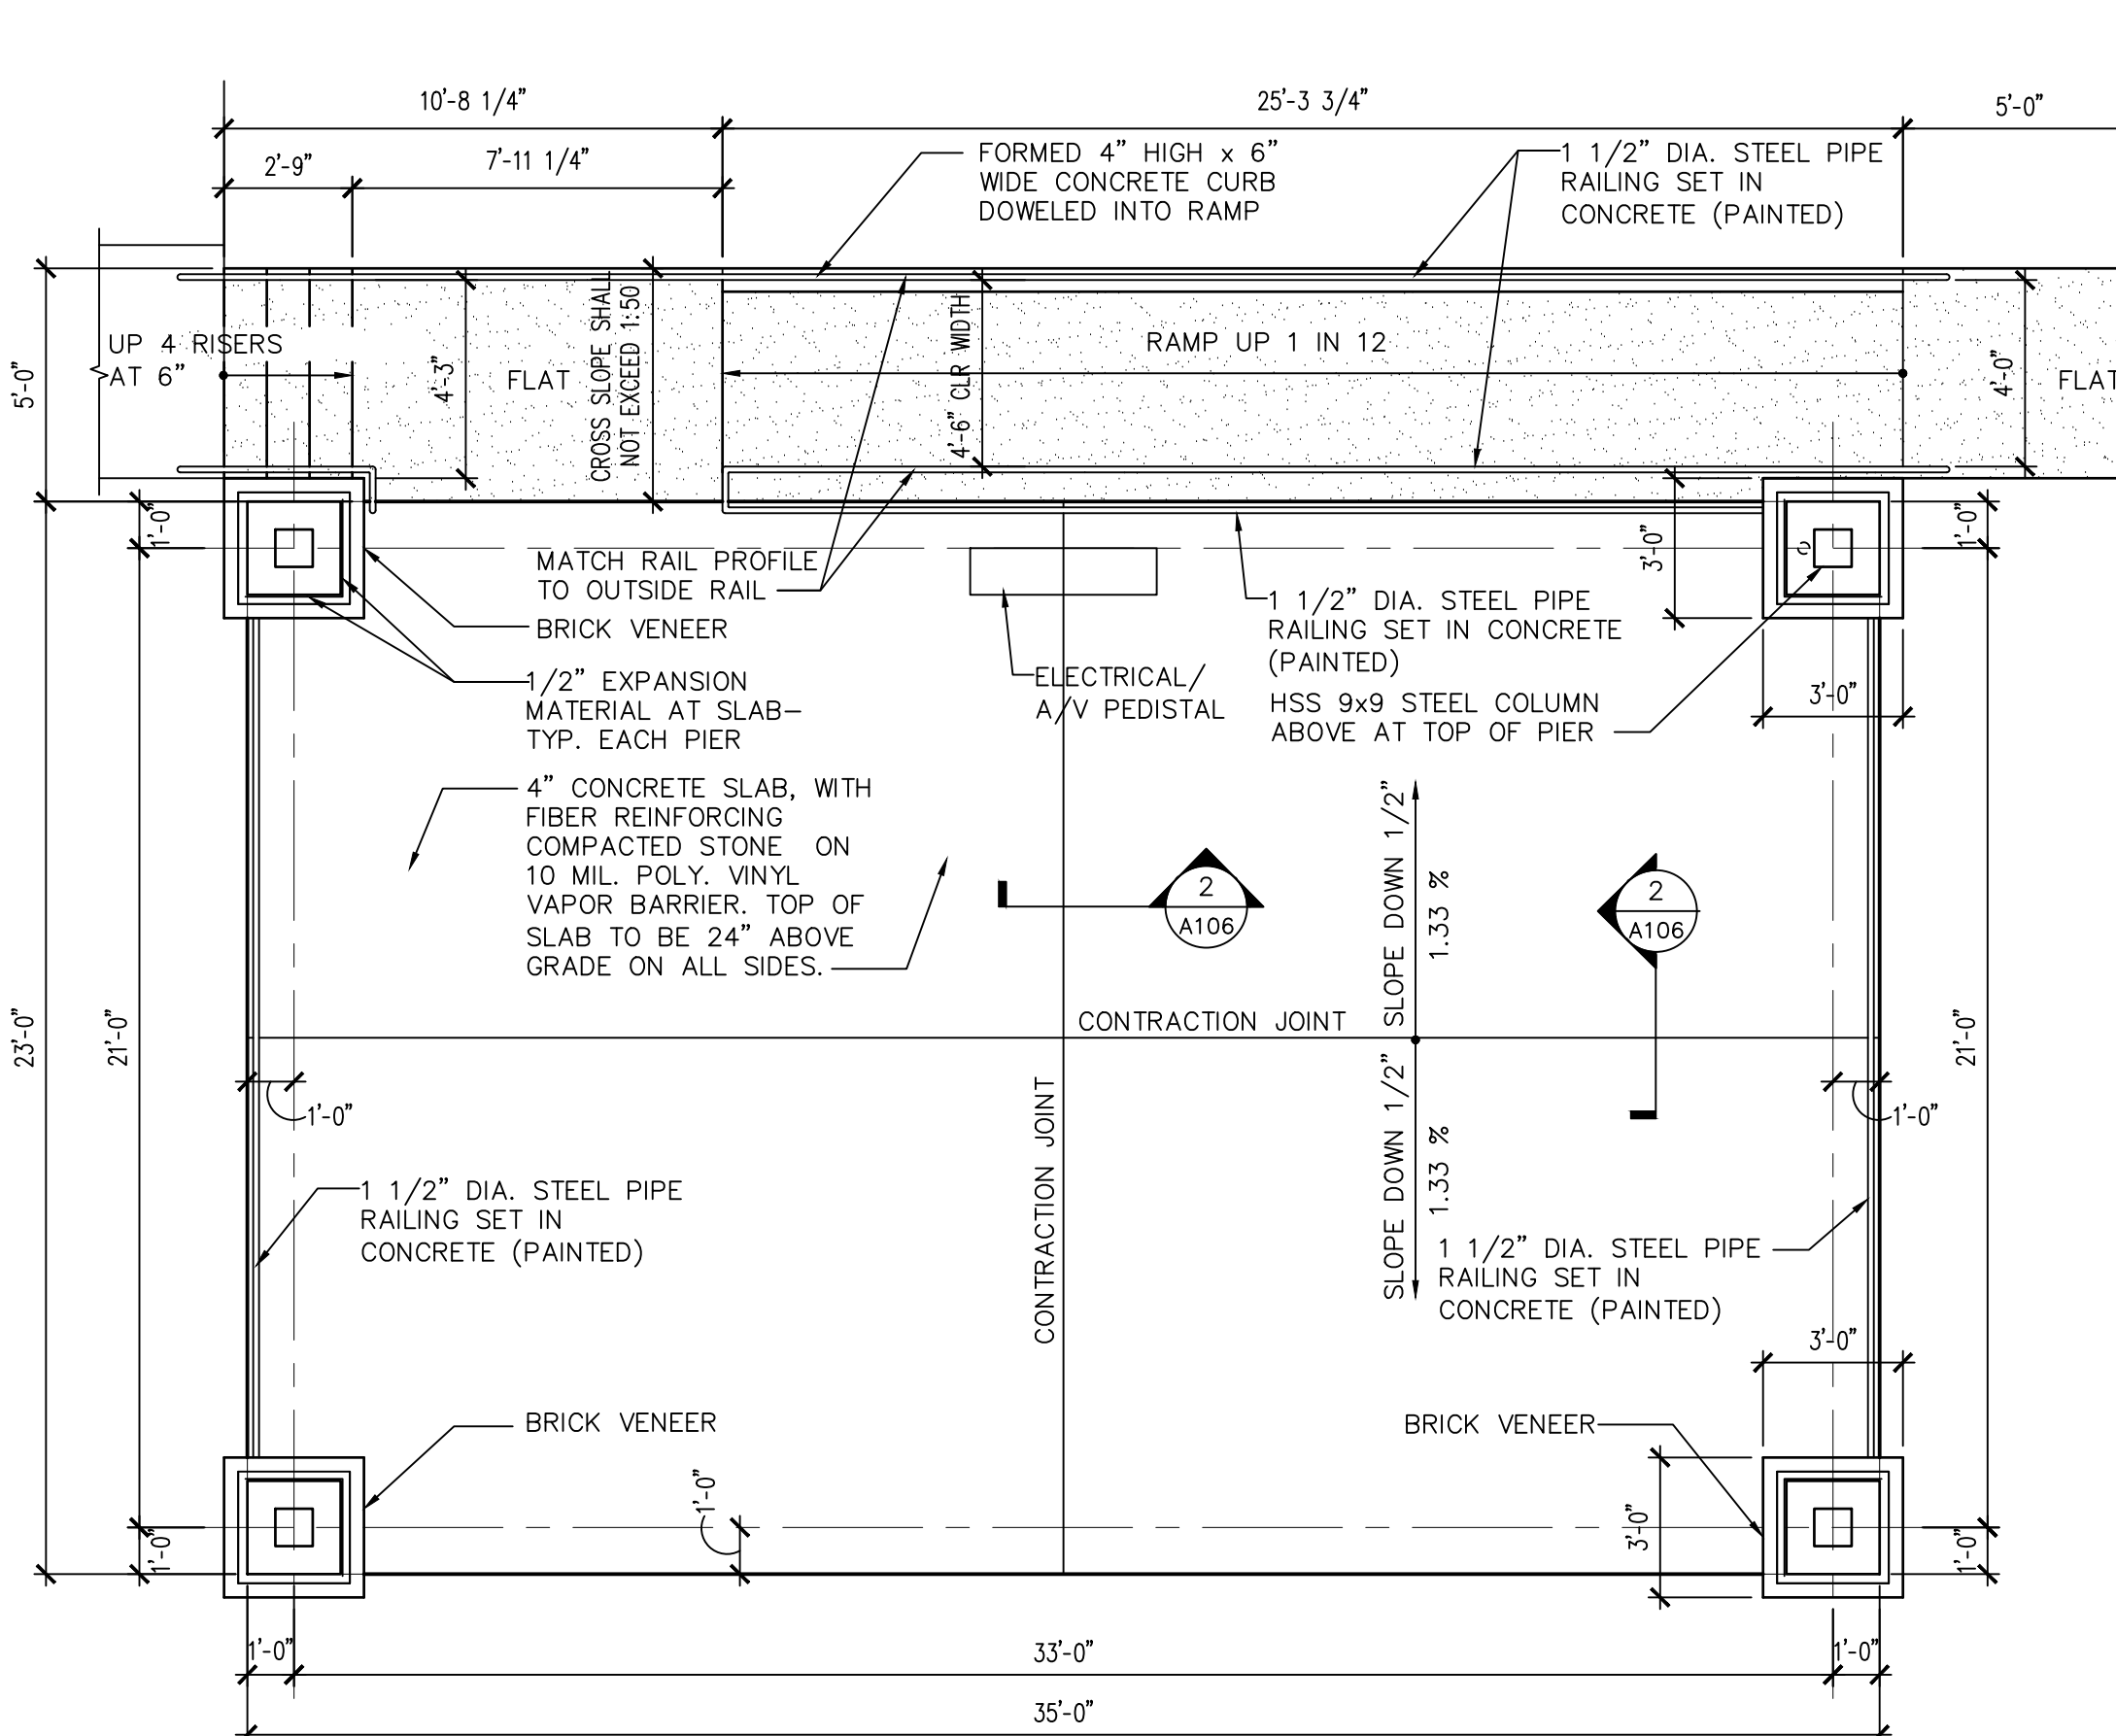 10'-8 1/4"
25'-3 3/4"
5'-0"
2'-9"
7'-11 1/4"
FORMED 4" HIGH x 6"
WIDE CONCRETE CURB
DOWELED INTO RAMP
1 1/2" DIA. STEEL PIPE
RAILING SET IN
CONCRETE (PAINTED)
5'-0"
UP 4 RISERS
AT 6"
4'-3"
FLAT
CROSS SLOPE SHALL
NOT EXCEED 1:50
4'-6" CLR WIDTH
RAMP UP 1 IN 12
4'-0"
FLAT
1'-0"
MATCH RAIL PROFILE
TO OUTSIDE RAIL
BRICK VENEER
1/2" EXPANSION
MATERIAL AT SLAB-
TYP. EACH PIER
ELECTRICAL/
A/V PEDISTAL
1 1/2" DIA. STEEL PIPE
RAILING SET IN CONCRETE
(PAINTED)
HSS 9x9 STEEL COLUMN
ABOVE AT TOP OF PIER
3'-0"
3'-0"
1'-0"
4" CONCRETE SLAB, WITH
FIBER REINFORCING
COMPACTED STONE ON
10 MIL. POLY. VINYL
VAPOR BARRIER. TOP OF
SLAB TO BE 24" ABOVE
GRADE ON ALL SIDES.
2
A106
SLOPE DOWN 1/2"
1.33 %
2
A106
23'-0"
21'-0"
CONTRACTION JOINT
21'-0"
1'-0"
CONTRACTION JOINT
SLOPE DOWN 1/2"
1.33 %
1'-0"
1 1/2" DIA. STEEL PIPE
RAILING SET IN
CONCRETE (PAINTED)
1 1/2" DIA. STEEL PIPE
RAILING SET IN
CONCRETE (PAINTED)
3'-0"
BRICK VENEER
BRICK VENEER
1'-0"
3'-0"
1'-0"
1'-0"
1'-0"
33'-0"
1'-0"
35'-0"